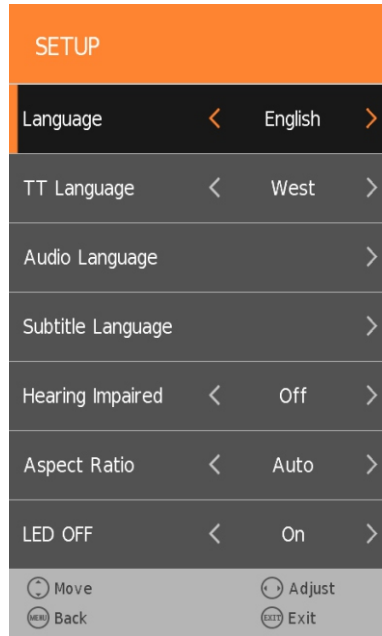 SETUP
Language < English >
TT Language < West >
Audio Language >
Subtitle Language >
Hearing Impaired < Off >
Aspect Ratio < Auto >
LED OFF < On >
Move Adjust
MENU Back EXIT Exit